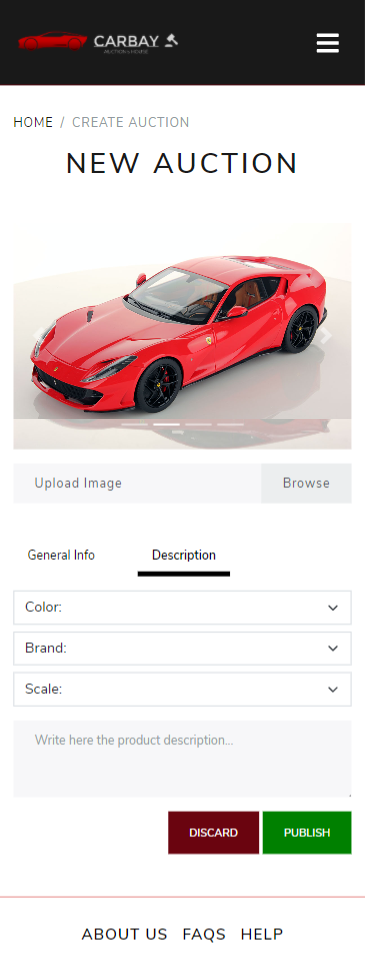 CARBAY
AUCTION & HOUSE
HOME / CREATE AUCTION
NEW AUCTION
Upload Image Browse
General Info Description
Color:
Brand:
Scale:
Write here the product description...
DISCARD PUBLISH
ABOUT US FAQS HELP